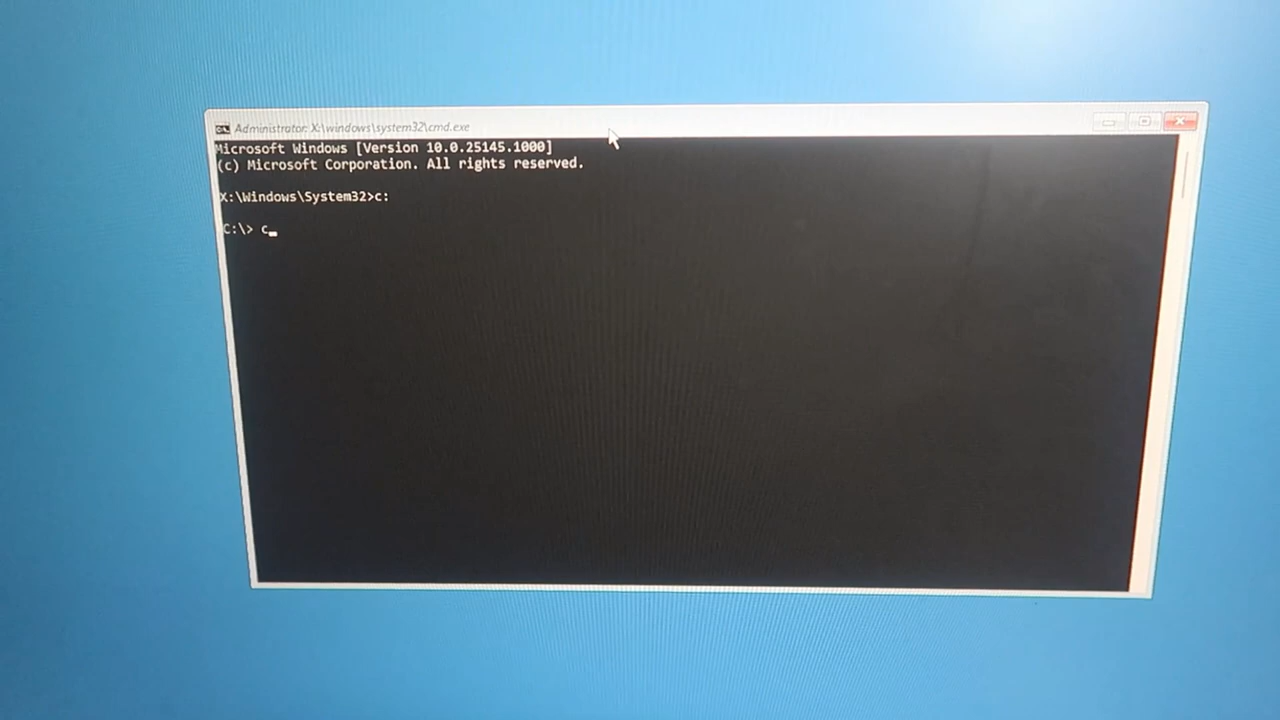 Administrator: X:\windows\system32\cmd.exe
Microsoft Windows [Version 10.0.25145.1000]
(c) Microsoft Corporation. All rights reserved.
X:\Windows\System32>c:
C:\> c_